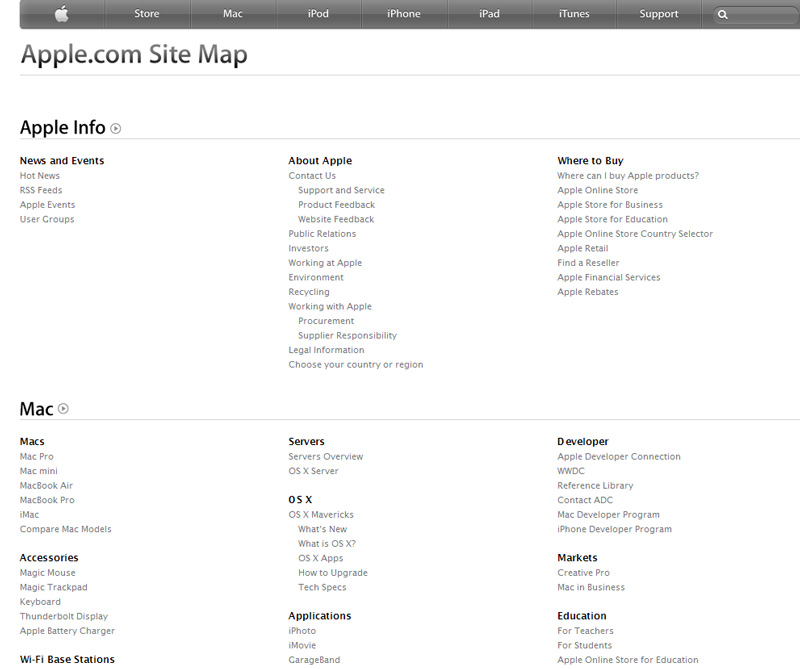 Store Mac iPod iPhone iPad iTunes Support
Apple.com Site Map
Apple Info
News and Events
Hot News
RSS Feeds
Apple Events
User Groups
About Apple
Contact Us
Support and Service
Product Feedback
Website Feedback
Public Relations
Investors
Working at Apple
Environment
Recycling
Working with Apple
Procurement
Supplier Responsibility
Legal Information
Choose your country or region
Where to Buy
Where can I buy Apple products?
Apple Online Store
Apple Store for Business
Apple Store for Education
Apple Online Store Country Selector
Apple Retail
Find a Reseller
Apple Financial Services
Apple Rebates
Mac
Macs
Mac Pro
Mac mini
MacBook Air
MacBook Pro
iMac
Compare Mac Models
Accessories
Magic Mouse
Magic Trackpad
Keyboard
Thunderbolt Display
Apple Battery Charger
Wi-Fi Base Stations
Servers
Servers Overview
OS X Server
OS X
OS X Mavericks
What's New
What is OS X?
OS X Apps
How to Upgrade
Tech Specs
Applications
iPhoto
iMovie
GarageBand
Developer
Apple Developer Connection
WWDC
Reference Library
Contact ADC
Mac Developer Program
iPhone Developer Program
Markets
Creative Pro
Mac in Business
Education
For Teachers
For Students
Apple Online Store for Education